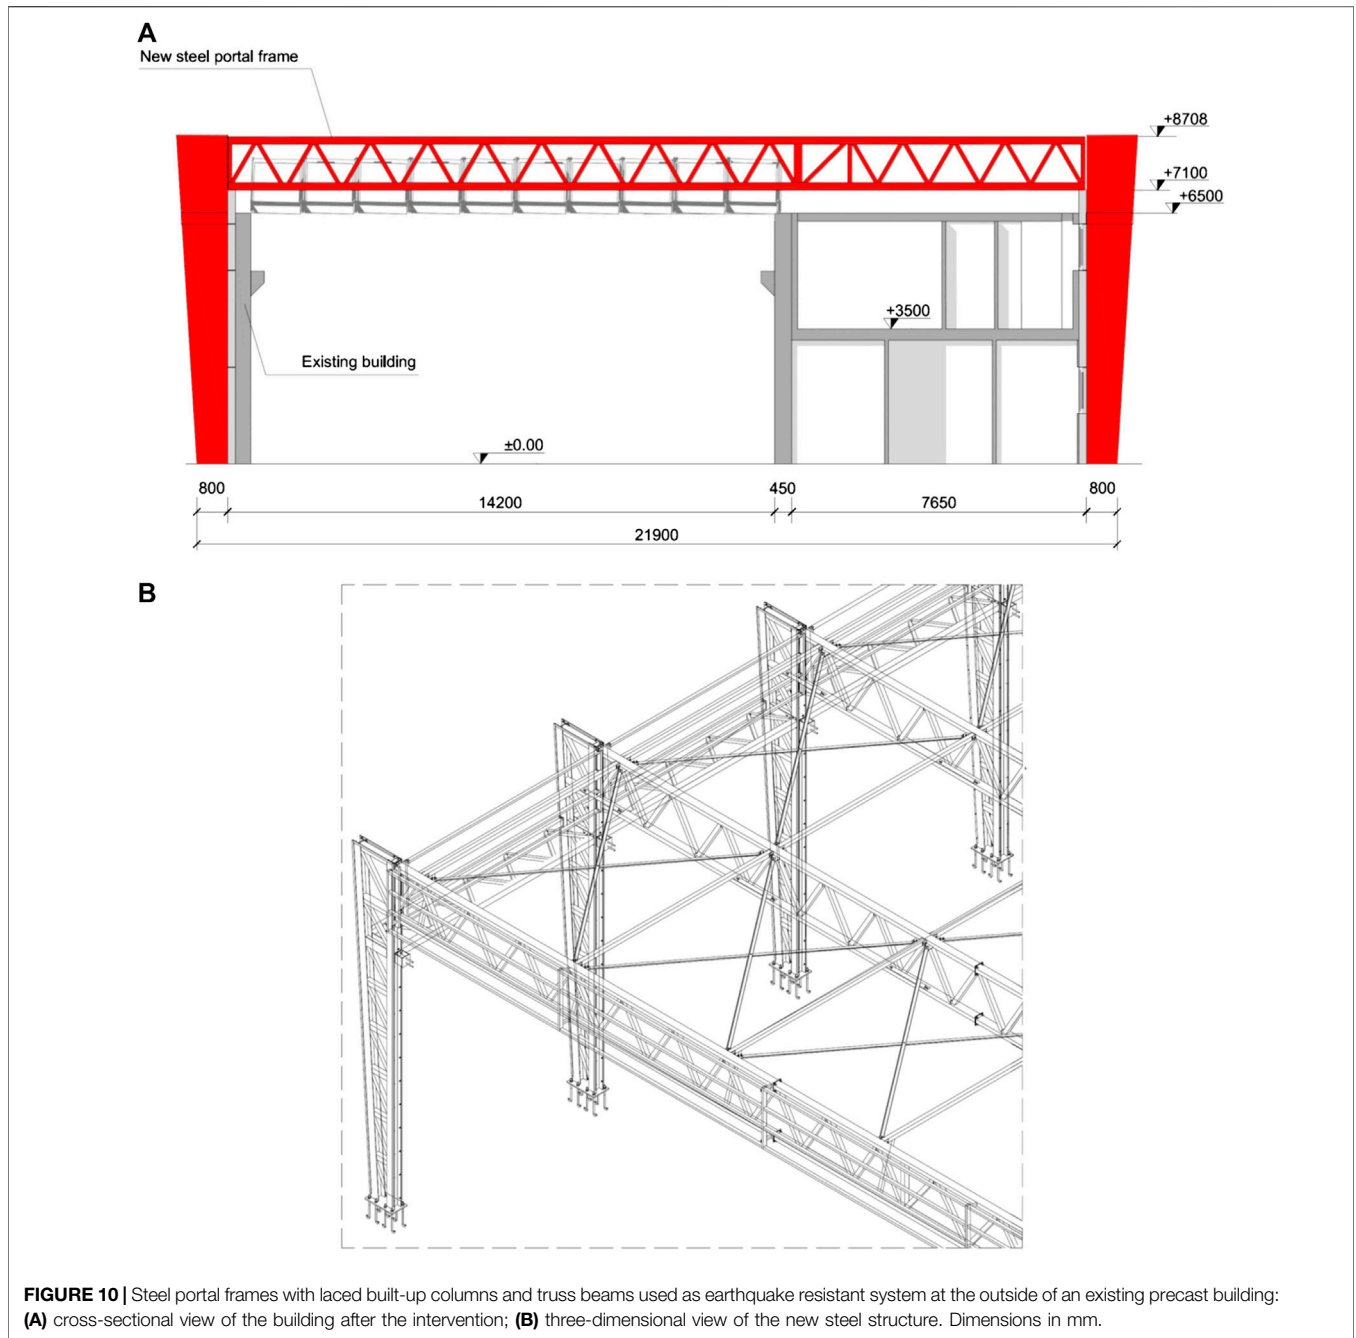 A
New steel portal frame
+8708
+7100
+6500
+3500
Existing building
±0.00
800 14200 450 7650 800
21900
B
FIGURE 10 | Steel portal frames with laced built-up columns and truss beams used as earthquake resistant system at the outside of an existing precast building:
(A) cross-sectional view of the building after the intervention; (B) three-dimensional view of the new steel structure. Dimensions in mm.